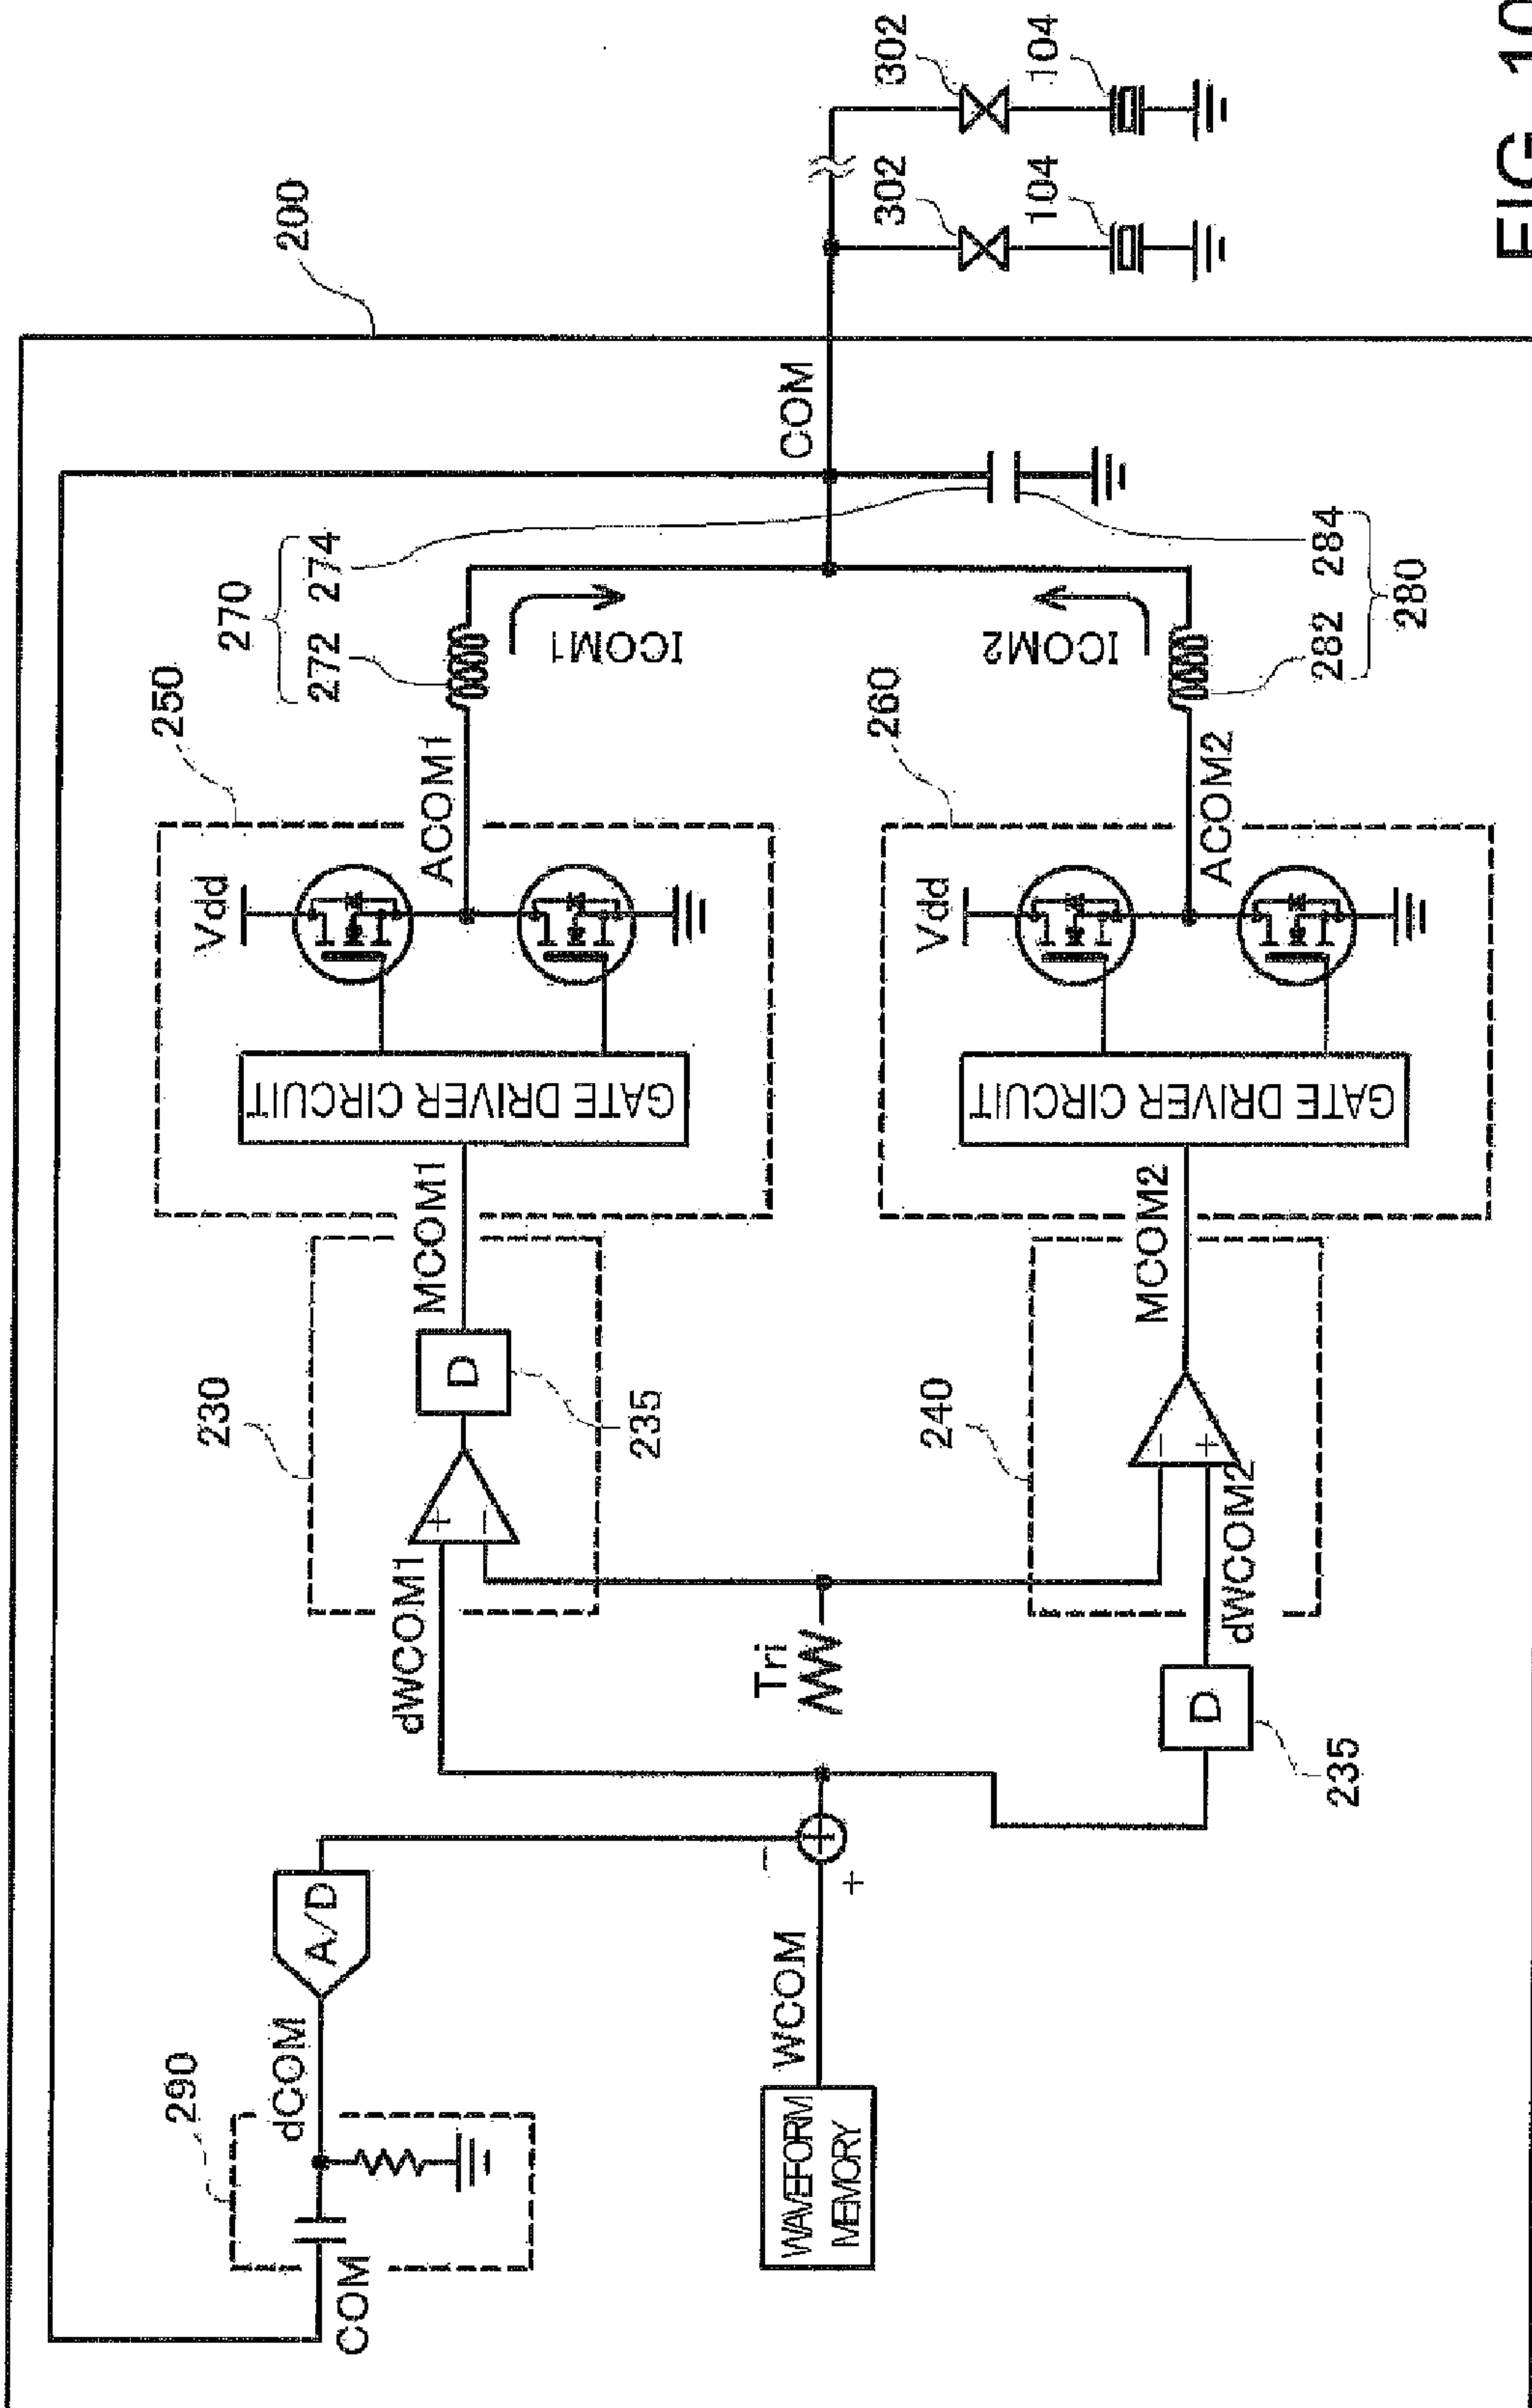 200
290
COM
dCOM
A/D
-
+
WAVEFORM
MEMORY
WCOM
dWCOM1
Tri
D
235
dWCOM2
230
+
-
D
235
MCOM1
240
-
+
MCOM2
250
GATE DRIVER CIRCUIT
Vdd
ACOM1
260
GATE DRIVER CIRCUIT
Vdd
ACOM2
270
272 274
ICOM1
ICOM2
282 284
280
COM
302
104
302
104
FIG. 10